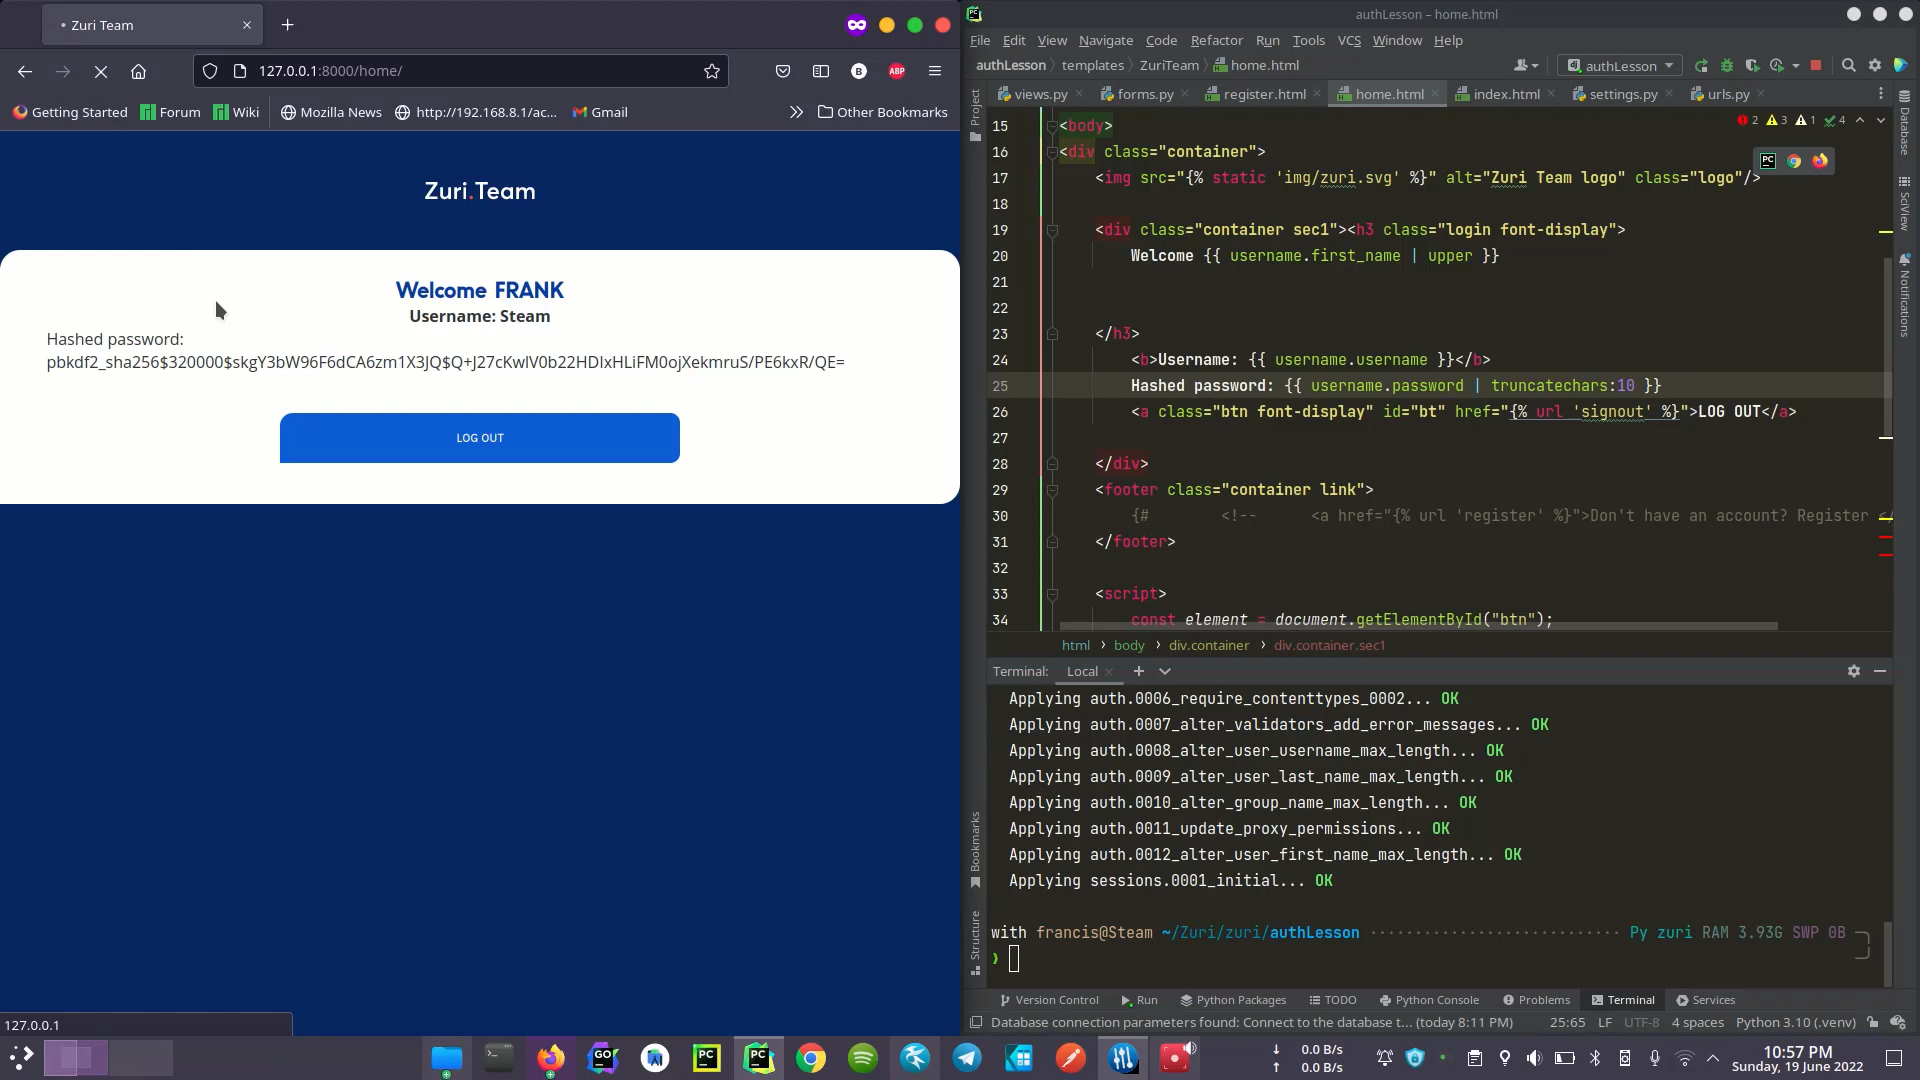 Zuri Team
127.0.0.1:8000/home/
Getting Started
Forum
Wiki
Mozilla News
http://192.168.8.1/ac...
Gmail
Other Bookmarks
Zuri.Team
Welcome FRANK
Username: Steam
Hashed password:
pbkdf2_sha256$320000$skgY3bW96F6dCA6zm1X3JQ$Q+J27cKwlV0b22HDIxHLiFM0ojXekmruS/PE6kxR/QE=
LOG OUT
127.0.0.1
authLesson – home.html
File Edit View Navigate Code Refactor Run Tools VCS Window Help
authLesson templates ZuriTeam home.html
authLesson
views.py forms.py register.html home.html index.html settings.py urls.py
2 3 1 4
Project
Bookmarks
Structure
Database
SciView
Notifications
15 <body>
16 <div class="container">
17 <img src="{% static 'img/zuri.svg' %}" alt="Zuri Team logo" class="logo"/>
18
19 <div class="container sec1"><h3 class="login font-display">
20 Welcome {{ username.first_name | upper }}
21
22
23 </h3>
24 <b>Username: {{ username.username }}</b>
25 Hashed password: {{ username.password | truncatechars:10 }}
26 <a class="btn font-display" id="bt" href="{% url 'signout' %}">LOG OUT</a>
27
28 </div>
29 <footer class="container link">
30 {# <!-- <a href="{% url 'register' %}">Don't have an account? Register </
31 </footer>
32
33 <script>
34 const element = document.getElementById("btn");
html body div.container div.container.sec1
Terminal: Local
Applying auth.0006_require_contenttypes_0002... OK
Applying auth.0007_alter_validators_add_error_messages... OK
Applying auth.0008_alter_user_username_max_length... OK
Applying auth.0009_alter_user_last_name_max_length... OK
Applying auth.0010_alter_group_name_max_length... OK
Applying auth.0011_update_proxy_permissions... OK
Applying auth.0012_alter_user_first_name_max_length... OK
Applying sessions.0001_initial... OK
with francis@Steam ~/Zuri/zuri/authLesson Py zuri RAM 3.93G SWP 0B
❯
Version Control Run Python Packages TODO Python Console Problems Terminal Services
Database connection parameters found: Connect to the database t... (today 8:11 PM) 25:65 LF UTF-8 4 spaces Python 3.10 (.venv)
0.0 B/s
0.0 B/s
10:57 PM
Sunday, 19 June 2022